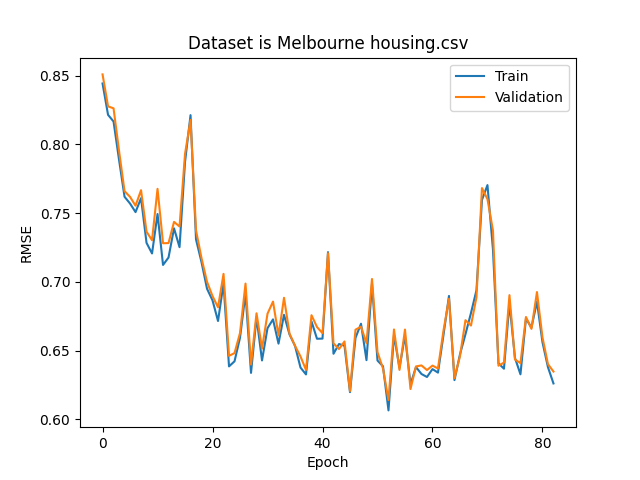 Dataset is Melbourne housing.csv
Train
Validation
0.85
0.80
0.75
0.70
0.65
0.60
RMSE
0 20 40 60 80
Epoch